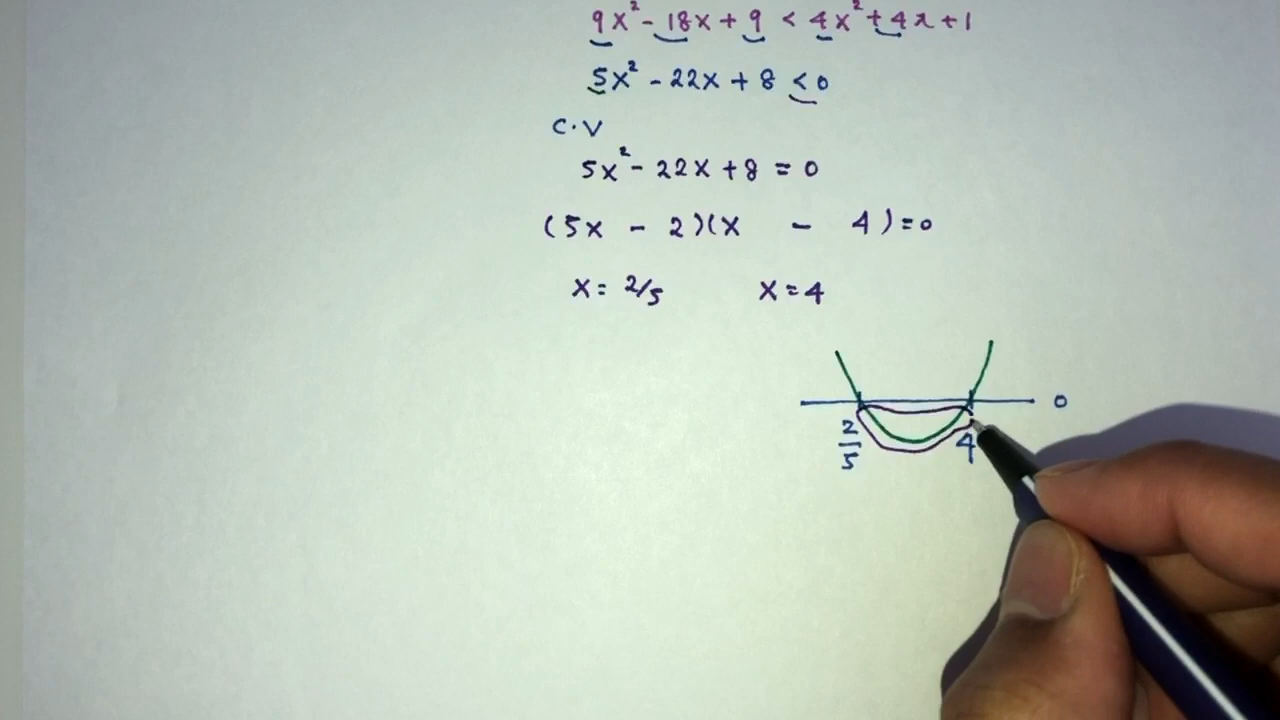 9x² - 18x + 9 < 4x² + 4x + 1
5x² - 22x + 8 < 0
C.V
5x² - 22x + 8 = 0
(5x - 2)(x - 4) = 0
x = 2/5 x = 4
0
2/5 4